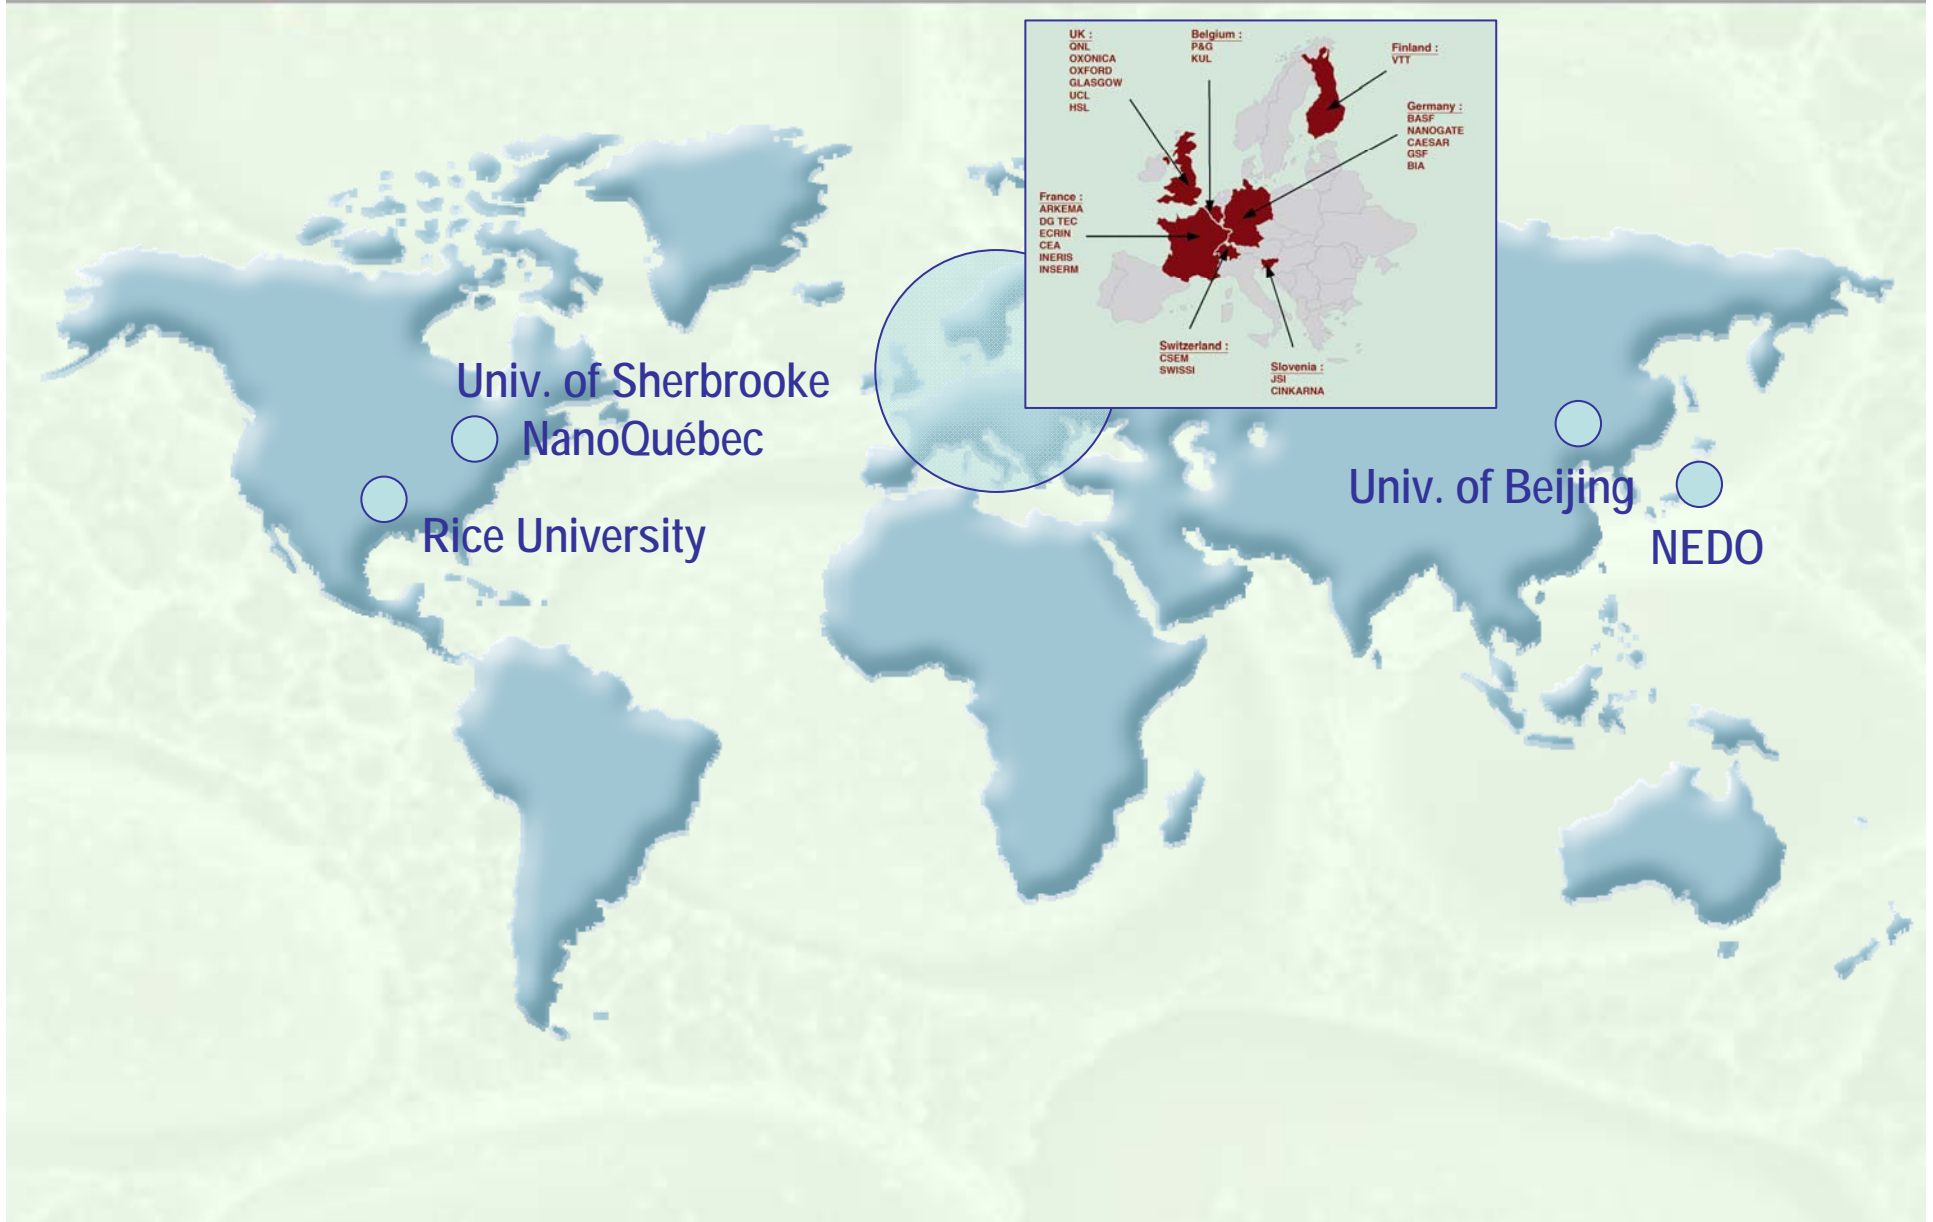 UK :
QNL
OXONICA
OXFORD
GLASGOW
UCL
HSL
Belgium :
P&G
KUL
Finland :
VTT
Germany :
BASF
NANOGATE
CAESAR
GSF
BIA
France :
ARKEMA
DG TEC
ECRIN
CEA
INERIS
INSERM
Switzerland :
CSEM
SWISSI
Slovenia :
JSI
CINKARNA
Univ. of Sherbrooke
NanoQuébec
Rice University
Univ. of Beijing
NEDO